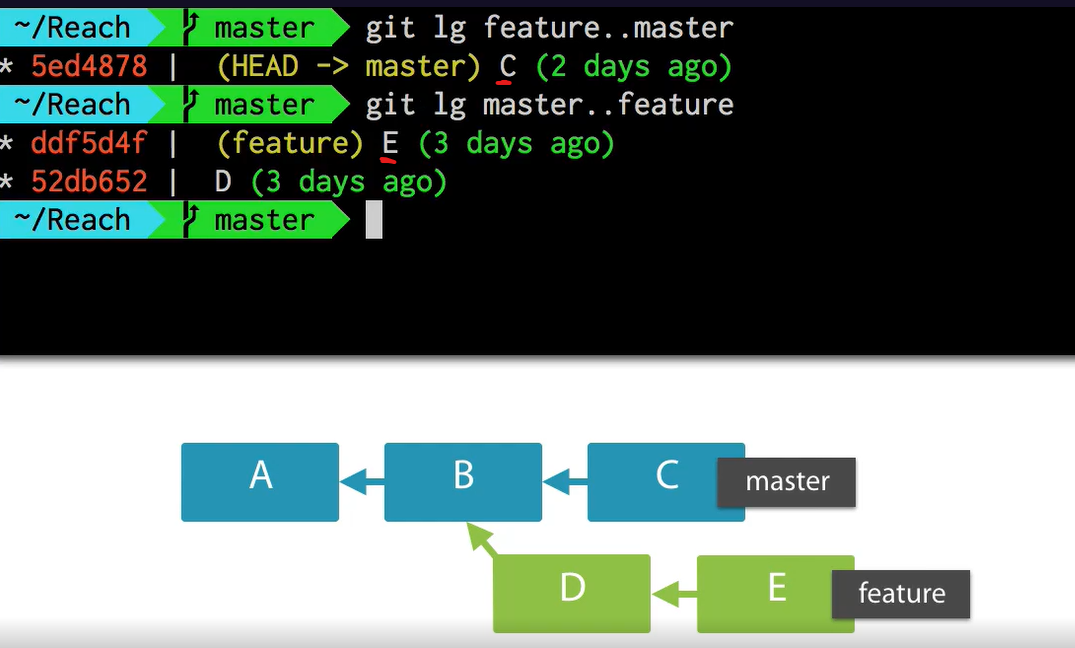 ~/Reach master git lg feature..master
* 5ed4878 | (HEAD -> master) C (2 days ago)
~/Reach master git lg master..feature
* ddf5d4f | (feature) E (3 days ago)
* 52db652 | D (3 days ago)
~/Reach master
A B C master
D E feature